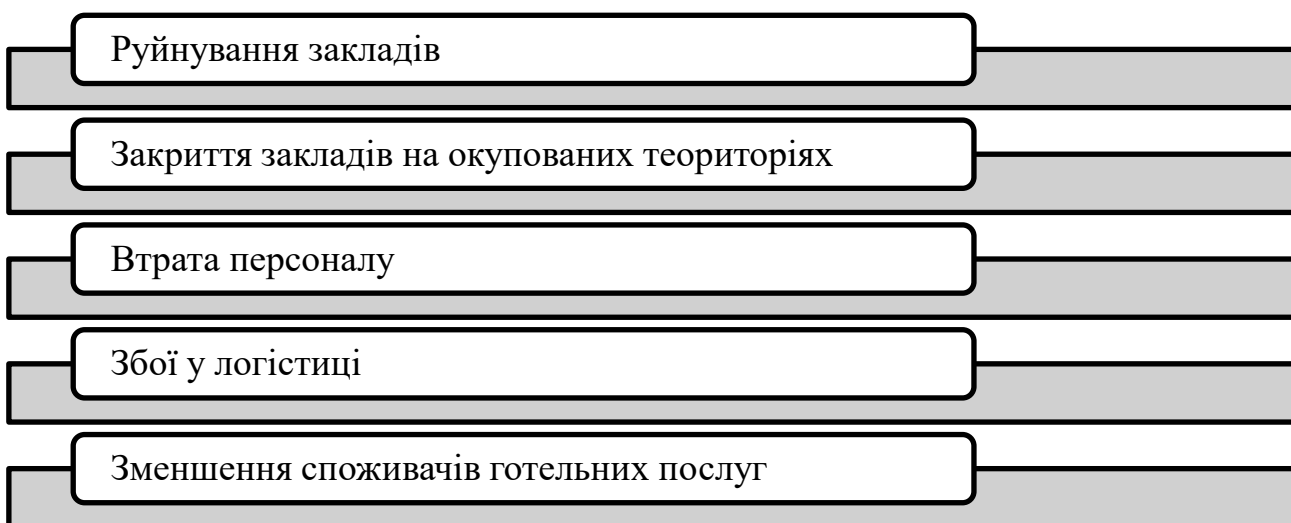 Руйнування закладів
Закриття закладів на окупованих теориторіях
Втрата персоналу
Збої у логістиці
Зменшення споживачів готельних послуг